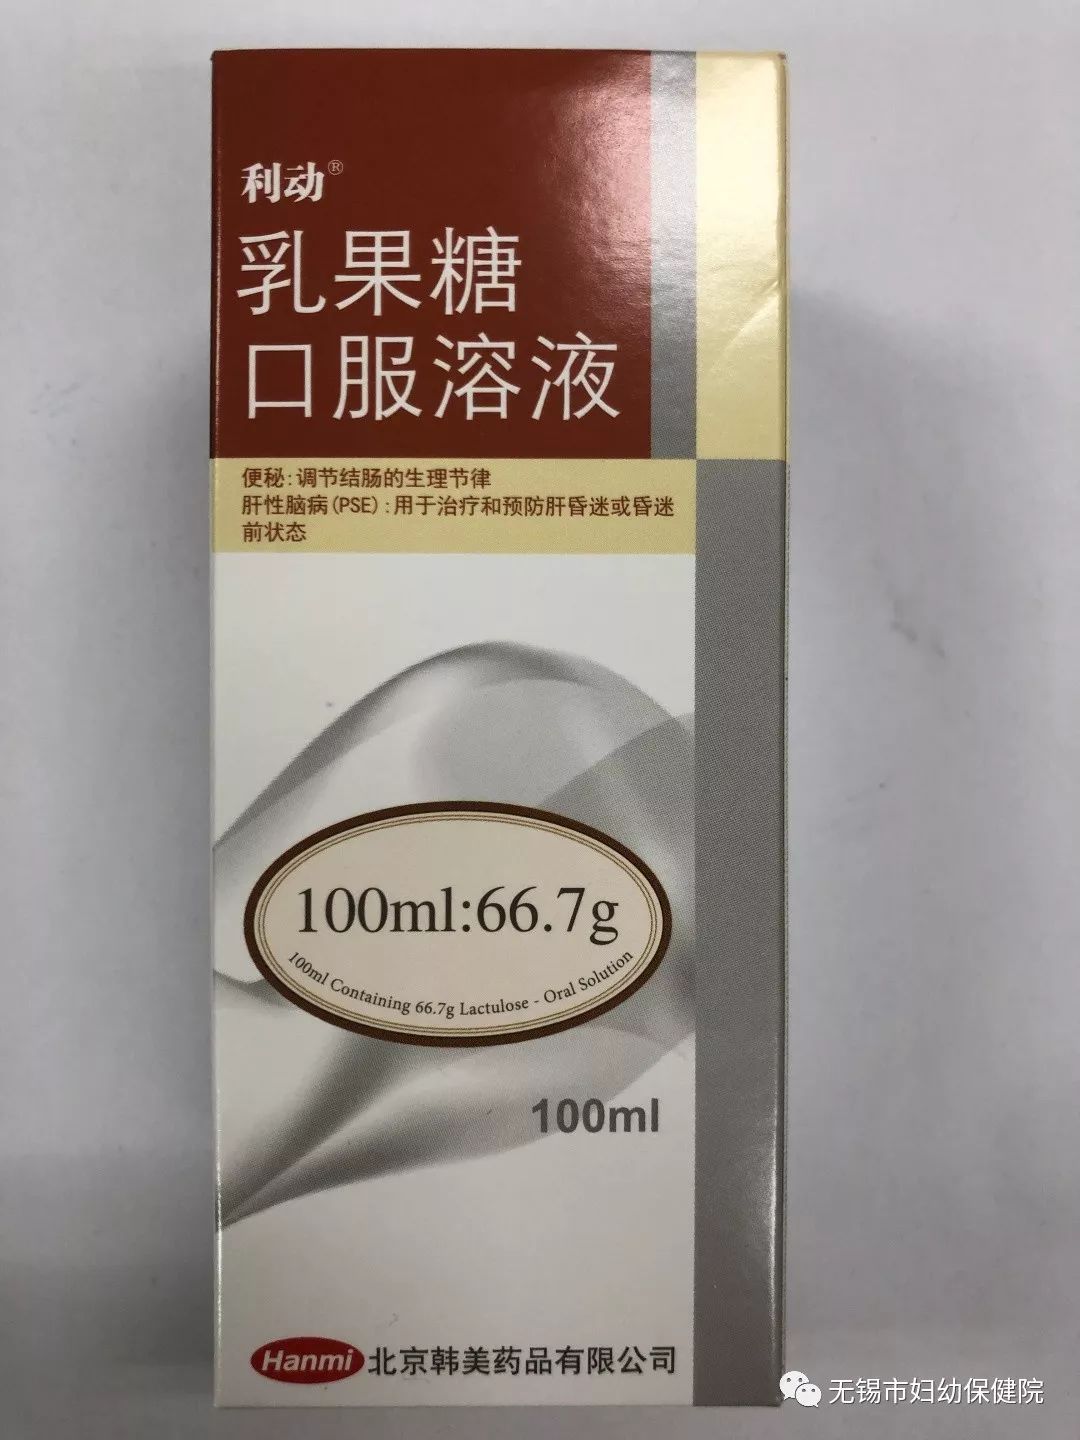 利动®
乳果糖
口服溶液
便秘:调节结肠的生理节律
肝性脑病(PSE):用于治疗和预防肝昏迷或昏迷
前状态
100ml:66.7g
100ml Containing 66.7g Lactulose - Oral Solution
100ml
Hanmi 北京韩美药品有限公司
无锡市妇幼保健院